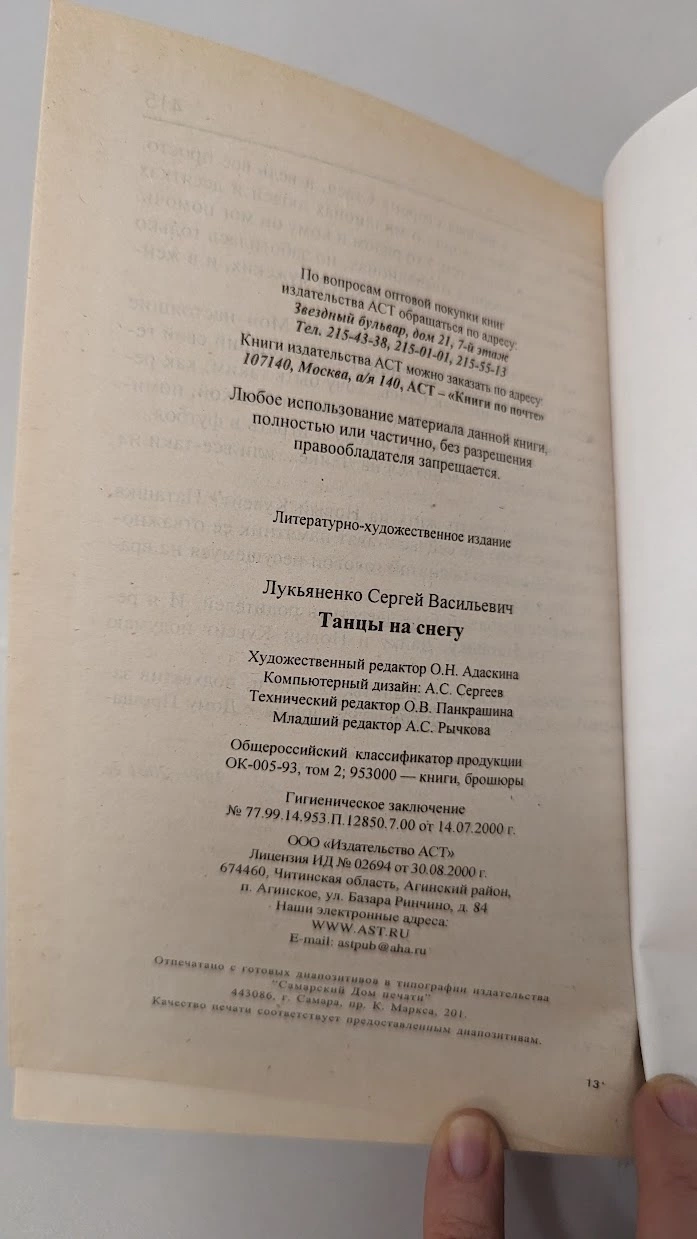 По вопросам оптовой покупки книг
издательства АСТ обращаться по адресу:
Звездный бульвар, дом 21, 7-й этаж
Тел. 215-43-38, 215-01-01, 215-55-13
Книги издательства АСТ можно заказать по адресу:
107140, Москва, а/я 140, АСТ – «Книги по почте»
Любое использование материала данной книги,
полностью или частично, без разрешения
правообладателя запрещается.
Литературно-художественное издание
Лукьяненко Сергей Васильевич
Танцы на снегу
Художественный редактор О.Н. Адаскина
Компьютерный дизайн: А.С. Сергеев
Технический редактор О.В. Панкрашина
Младший редактор А.С. Рычкова
Общероссийский классификатор продукции
ОК-005-93, том 2; 953000 — книги, брошюры
Гигиеническое заключение
№ 77.99.14.953.П.12850.7.00 от 14.07.2000 г.
ООО «Издательство АСТ»
Лицензия ИД № 02694 от 30.08.2000 г.
674460, Читинская область, Агинский район,
п. Агинское, ул. Базара Ринчино, д. 84
Наши электронные адреса:
WWW.AST.RU
E-mail: astpub@aha.ru
Отпечатано с готовых диапозитивов в типографии издательства
"Самарский Дом печати"
443086, г. Самара, пр. К. Маркса, 201.
Качество печати соответствует предоставленным диапозитивам.
13*